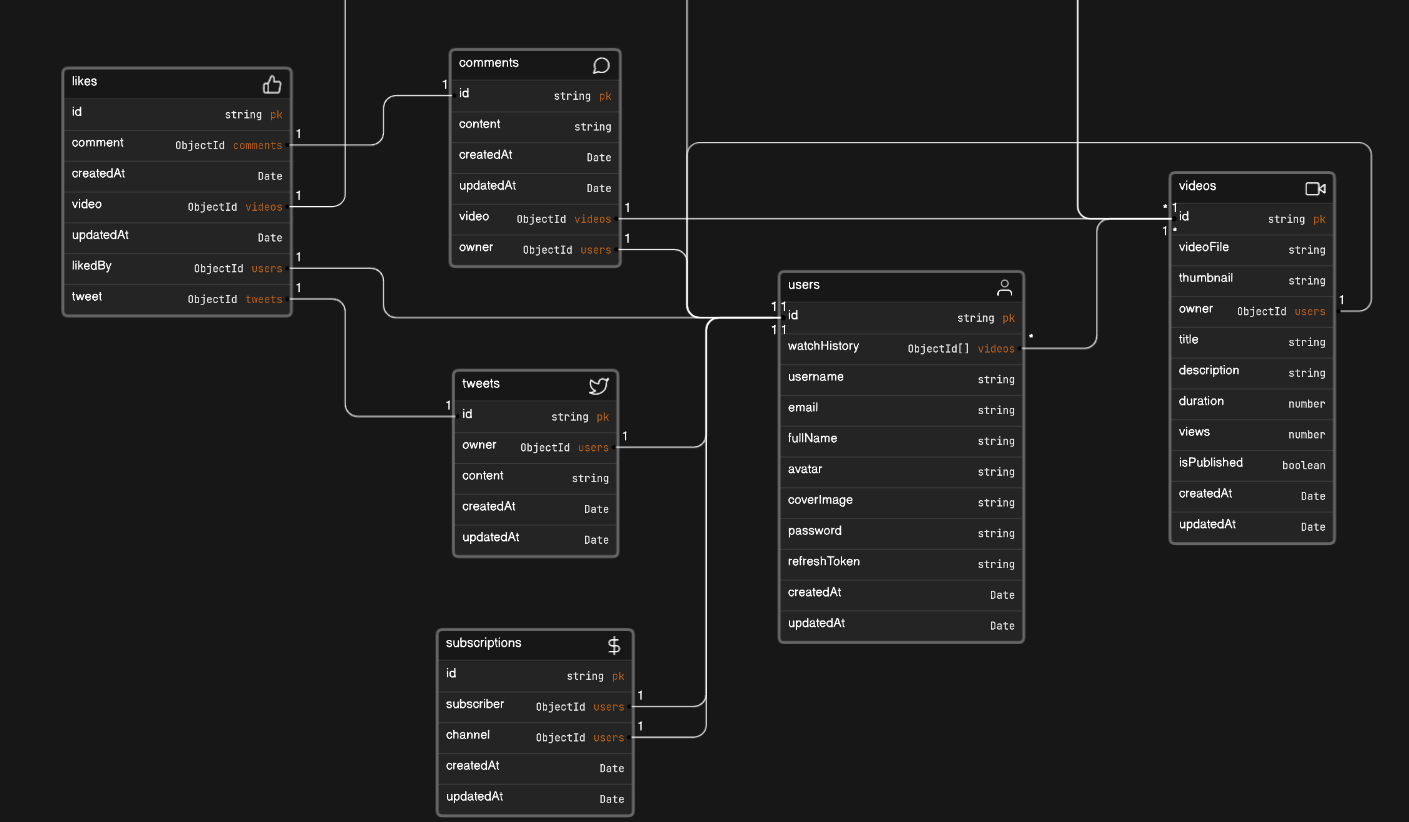 likes
id string pk
comment ObjectId comments
createdAt Date
video ObjectId videos
updatedAt Date
likedBy ObjectId users
tweet ObjectId tweets
1
1
1
1
comments
1
id string pk
content string
createdAt Date
updatedAt Date
video ObjectId videos
owner ObjectId users
1
1
tweets
1
id string pk
owner ObjectId users
content string
createdAt Date
updatedAt Date
1
subscriptions
id string pk
subscriber ObjectId users
channel ObjectId users
createdAt Date
updatedAt Date
1
1
users
1 1
1 1
id string pk
watchHistory ObjectId[] videos
*
username string
email string
fullName string
avatar string
coverImage string
password string
refreshToken string
createdAt Date
updatedAt Date
videos
* 1
1 *
id string pk
videoFile string
thumbnail string
owner ObjectId users
1
title string
description string
duration number
views number
isPublished boolean
createdAt Date
updatedAt Date